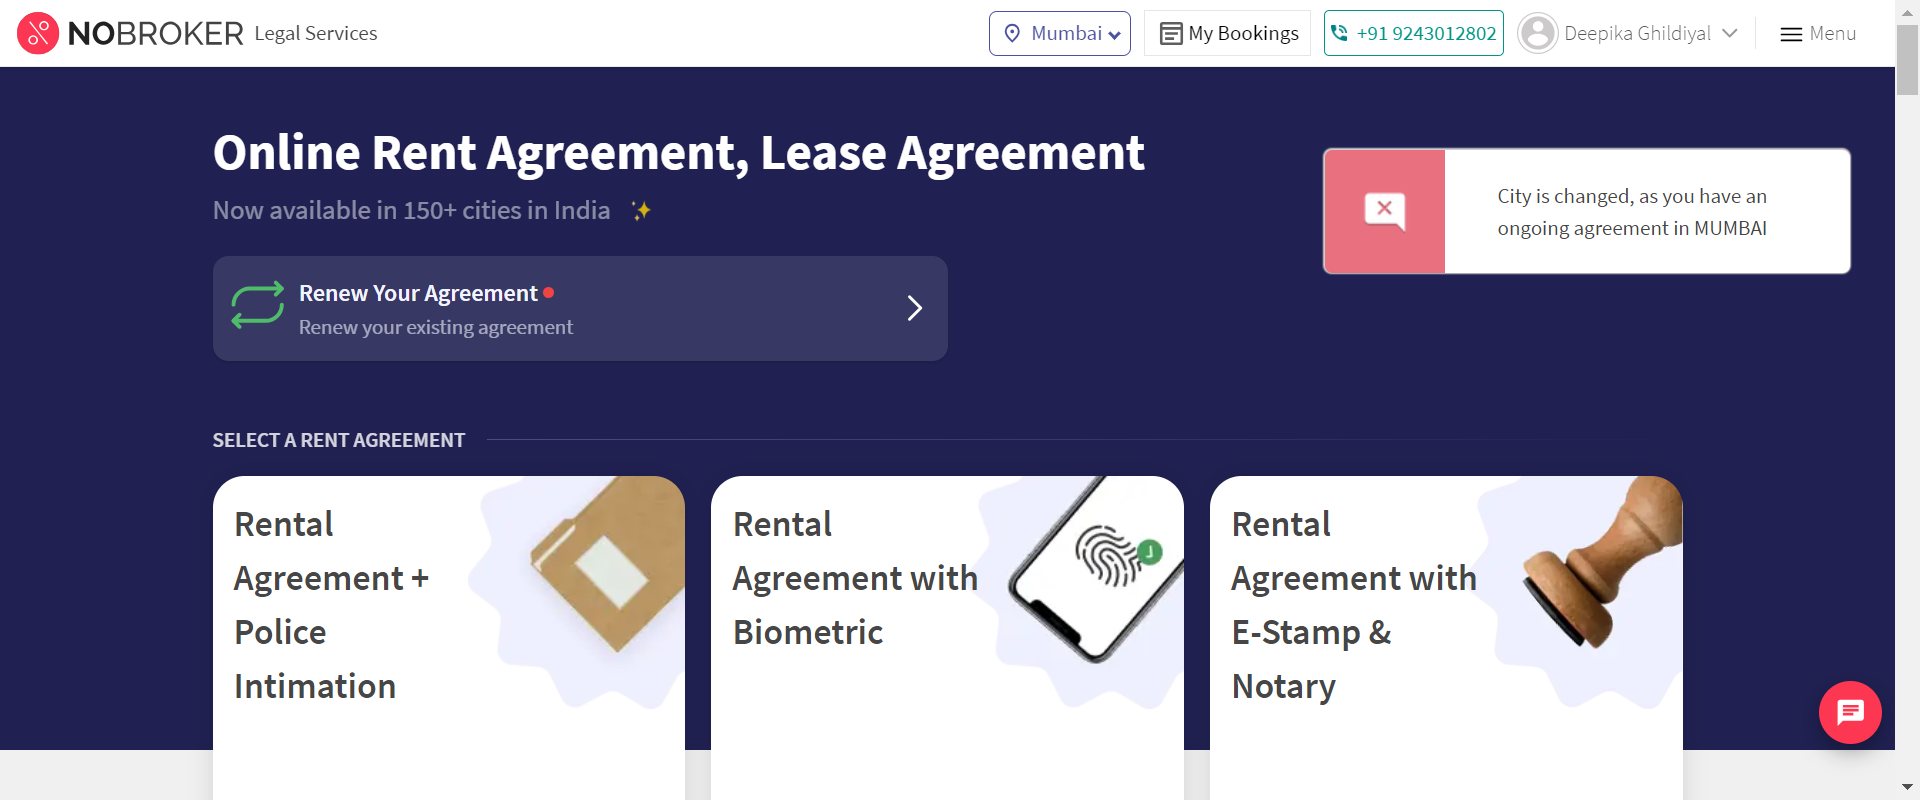 NOBROKER Legal Services
Mumbai
My Bookings
+91 9243012802
Deepika Ghildiyal
Menu
Online Rent Agreement, Lease Agreement
Now available in 150+ cities in India
City is changed, as you have an
ongoing agreement in MUMBAI
Renew Your Agreement
Renew your existing agreement
SELECT A RENT AGREEMENT
Rental
Agreement +
Police
Intimation
Rental
Agreement with
Biometric
Rental
Agreement with
E-Stamp &
Notary